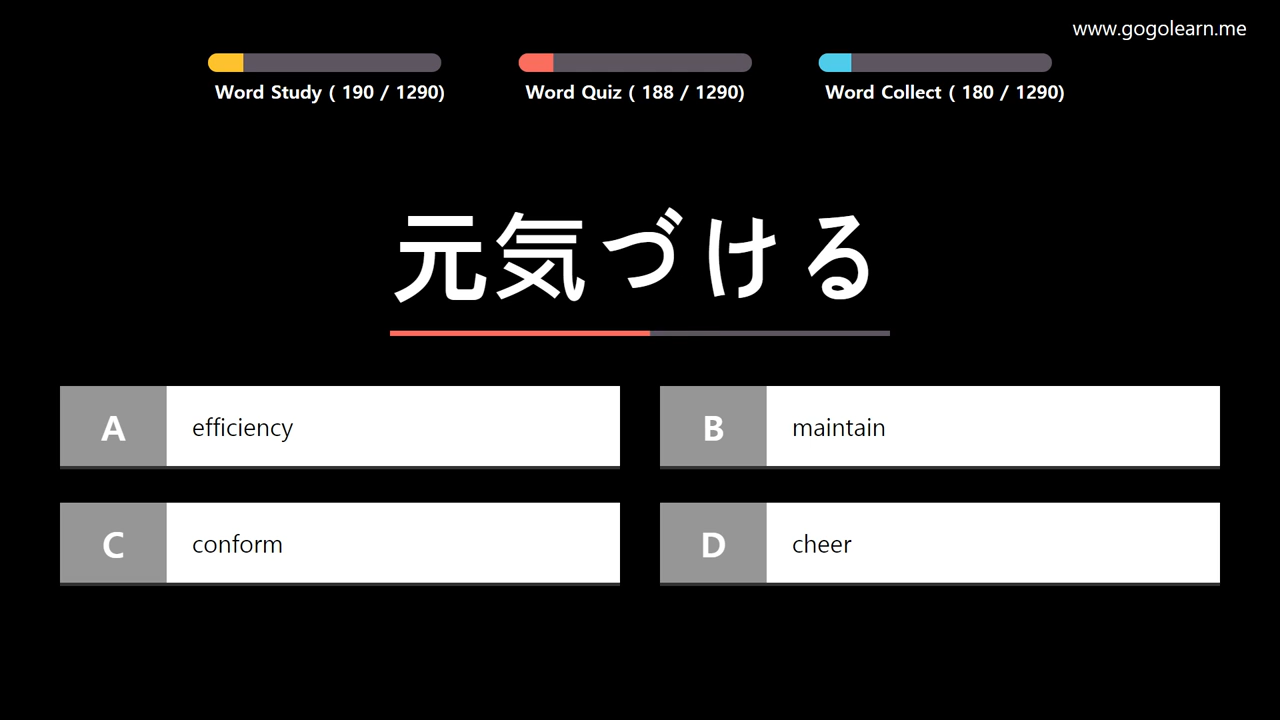 www.gogolearn.me
Word Study ( 190 / 1290)
Word Quiz ( 188 / 1290)
Word Collect ( 180 / 1290)
元気づける
A efficiency
B maintain
C conform
D cheer